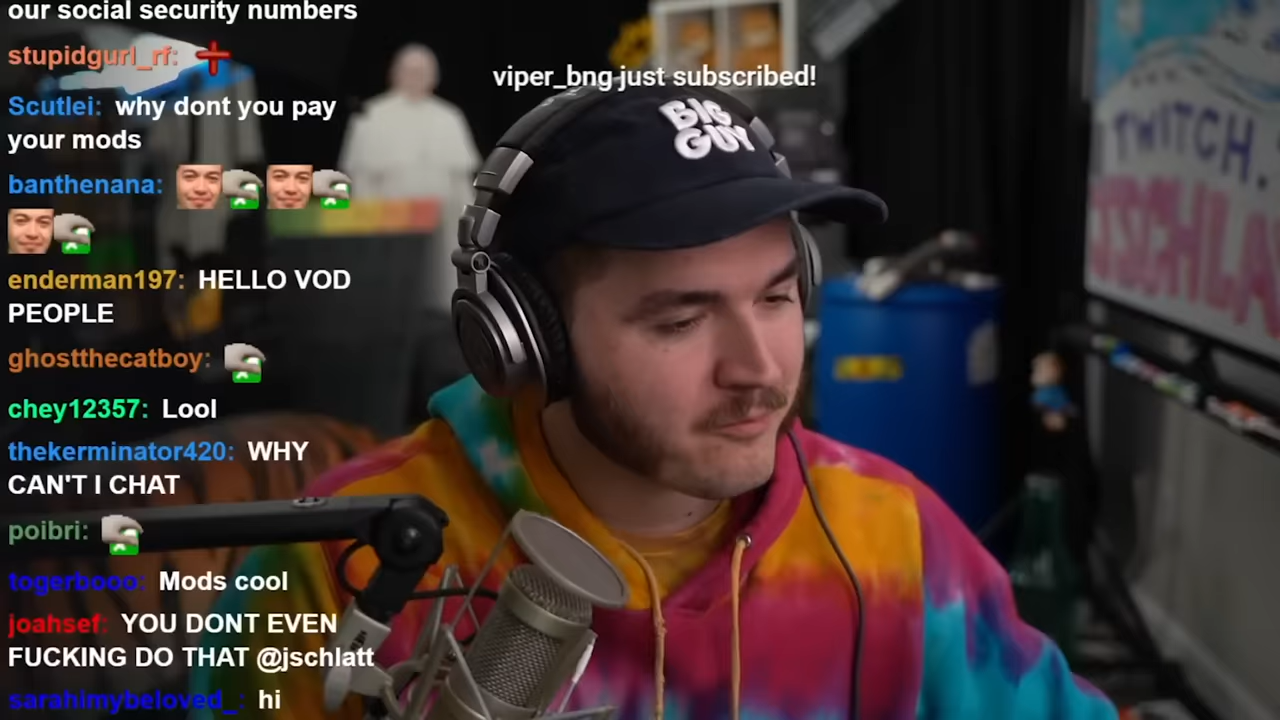 our social security numbers
stupidgurl_rf:
Scutlei: why dont you pay
your mods
banthenana:
enderman197: HELLO VOD
PEOPLE
ghostthecatboy:
chey12357: Lool
thekerminator420: WHY
CAN'T I CHAT
poibri:
togerbooo: Mods cool
joahsef: YOU DONT EVEN
FUCKING DO THAT @jschlatt
sarahimybeloved_: hi
viper_bng just subscribed!
BIG
GUY
TWITCH.